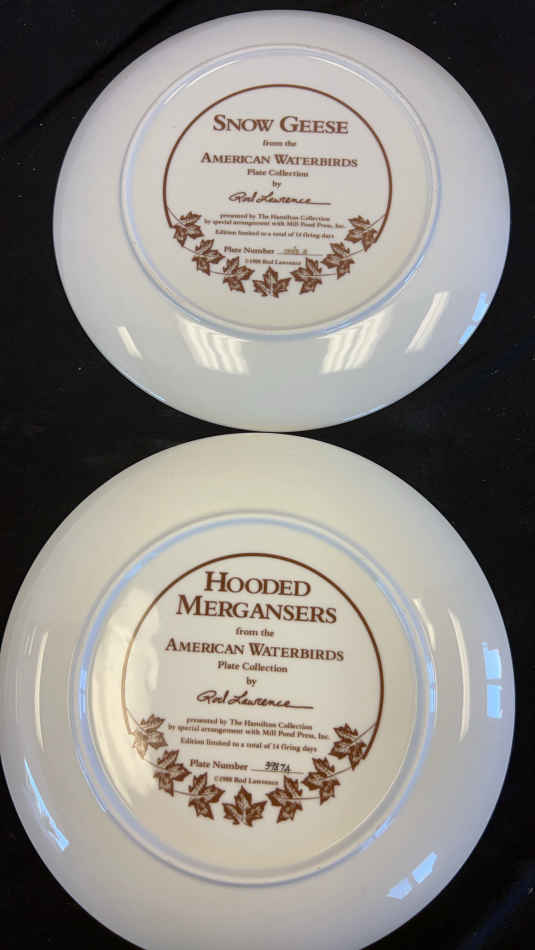 SNOW GEESE
from the
AMERICAN WATERBIRDS
Plate Collection
by
Rod Lawrence
presented by The Hamilton Collection
by special arrangement with Mill Pond Press, Inc.
Edition limited to a total of 14 firing days
Plate Number
©1988 Rod Lawrence
HOODED
MERGANSERS
from the
AMERICAN WATERBIRDS
Plate Collection
by
Rod Lawrence
presented by The Hamilton Collection
by special arrangement with Mill Pond Press, Inc.
Edition limited to a total of 14 firing days
Plate Number
©1988 Rod Lawrence